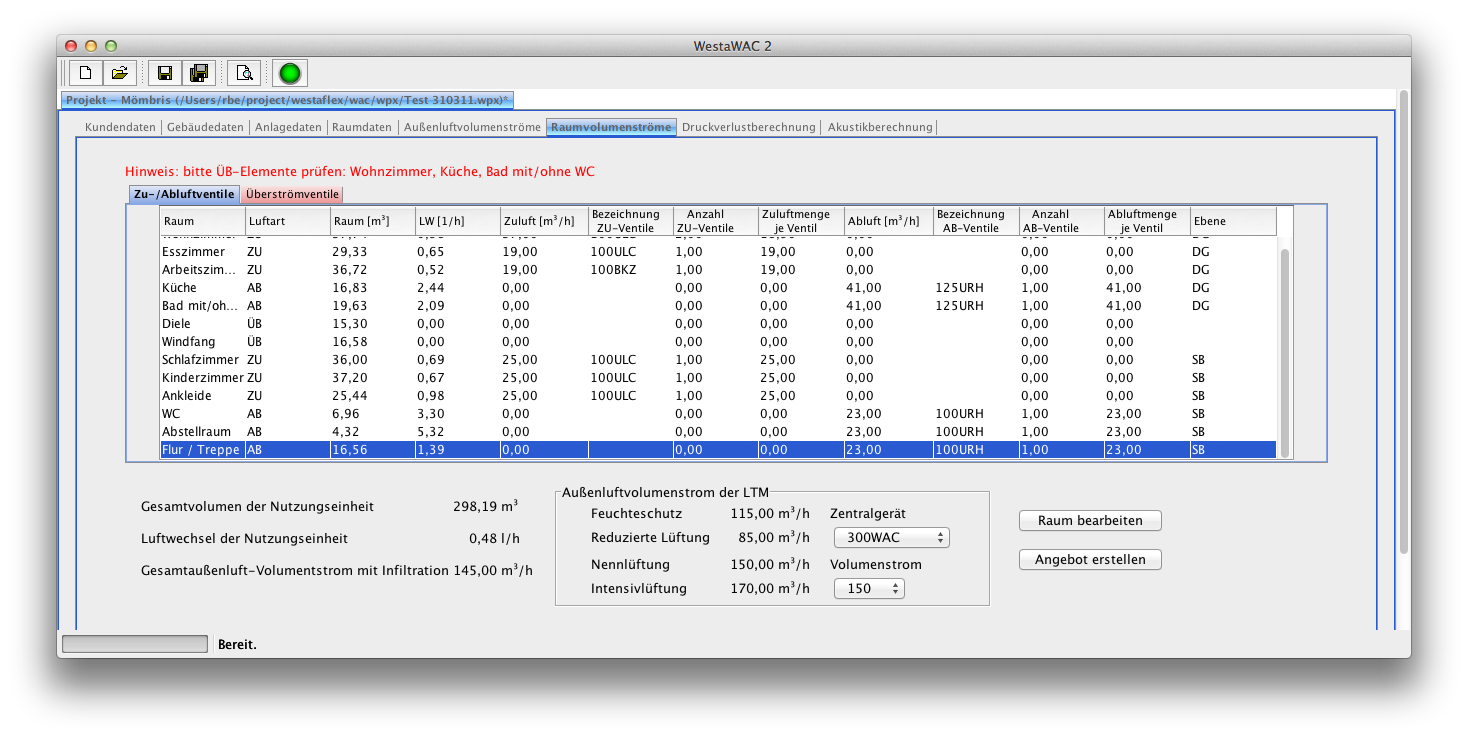 WestaWAC 2
Projekt - Mömbris (/Users/rbe/project/westaflex/wac/wpx/Test 310311.wpx)*
Kundendaten Gebäudedaten Anlagedaten Raumdaten Außenluftvolumenströme Raumvolumenströme Druckverlustberechnung Akustikberechnung
Hinweis: bitte ÜB-Elemente prüfen: Wohnzimmer, Küche, Bad mit/ohne WC
Zu-/Abluftventile Überströmventile
Raum Luftart Raum [m³] LW [1/h] Zuluft [m³/h] Bezeichnung ZU-Ventile Anzahl ZU-Ventile Zuluftmenge je Ventil Abluft [m³/h] Bezeichnung AB-Ventile Anzahl AB-Ventile Abluftmenge je Ventil Ebene
Esszimmer ZU 29,33 0,65 19,00 100ULC 1,00 19,00 0,00 0,00 0,00 DG
Arbeitszim... ZU 36,72 0,52 19,00 100BKZ 1,00 19,00 0,00 0,00 0,00 DG
Küche AB 16,83 2,44 0,00 0,00 0,00 41,00 125URH 1,00 41,00 DG
Bad mit/oh... AB 19,63 2,09 0,00 0,00 0,00 41,00 125URH 1,00 41,00 DG
Diele ÜB 15,30 0,00 0,00 0,00 0,00 0,00 0,00 0,00
Windfang ÜB 16,58 0,00 0,00 0,00 0,00 0,00 0,00 0,00
Schlafzimmer ZU 36,00 0,69 25,00 100ULC 1,00 25,00 0,00 0,00 0,00 SB
Kinderzimmer ZU 37,20 0,67 25,00 100ULC 1,00 25,00 0,00 0,00 0,00 SB
Ankleide ZU 25,44 0,98 25,00 100ULC 1,00 25,00 0,00 0,00 0,00 SB
WC AB 6,96 3,30 0,00 0,00 0,00 23,00 100URH 1,00 23,00 SB
Abstellraum AB 4,32 5,32 0,00 0,00 0,00 23,00 100URH 1,00 23,00 SB
Flur / Treppe AB 16,56 1,39 0,00 0,00 0,00 23,00 100URH 1,00 23,00 SB
Gesamtvolumen der Nutzungseinheit 298,19 m³
Luftwechsel der Nutzungseinheit 0,48 l/h
Gesamtaußenluft-Volumentstrom mit Infiltration 145,00 m³/h
Außenluftvolumenstrom der LTM
Feuchteschutz 115,00 m³/h Zentralgerät
Reduzierte Lüftung 85,00 m³/h 300WAC
Nennlüftung 150,00 m³/h Volumenstrom
Intensivlüftung 170,00 m³/h 150
Raum bearbeiten
Angebot erstellen
Bereit.